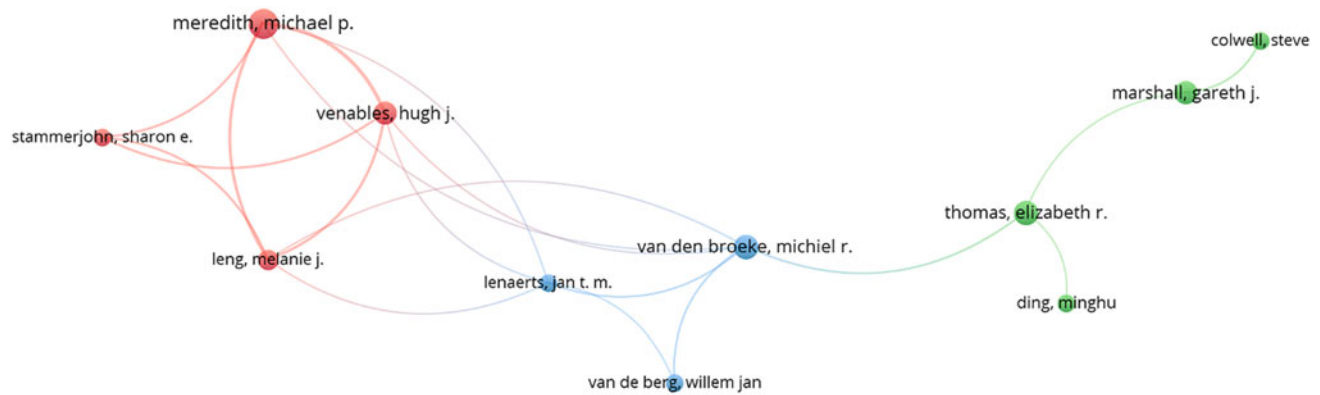 meredith, michael p.
colwell, steve
marshall, gareth j.
venables, hugh j.
stammerjohn, sharon e.
thomas, elizabeth r.
van den broeke, michiel r.
leng, melanie j.
lenaerts, jan t. m.
ding, minghu
van de berg, willem jan